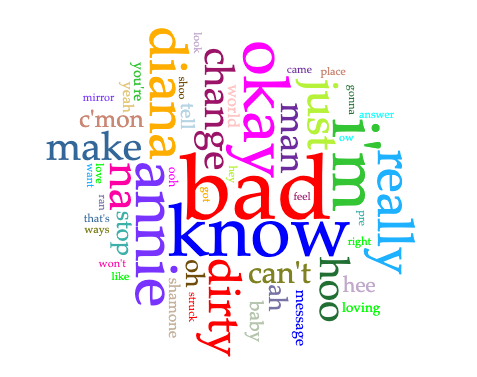 diana
okay
look
change
you're
shoo
came
place
yeah
tell
world
just
gonna
mirror
man
answer
c'mon
i'm
ow
make
bad
really
want
love
na
annie
ooh
hey
got
feel
ran
pre
that's
stop
know
ways
right
won't
like
oh
dirty
can't
hoo
shamone
struck
ah
hee
baby
message
loving